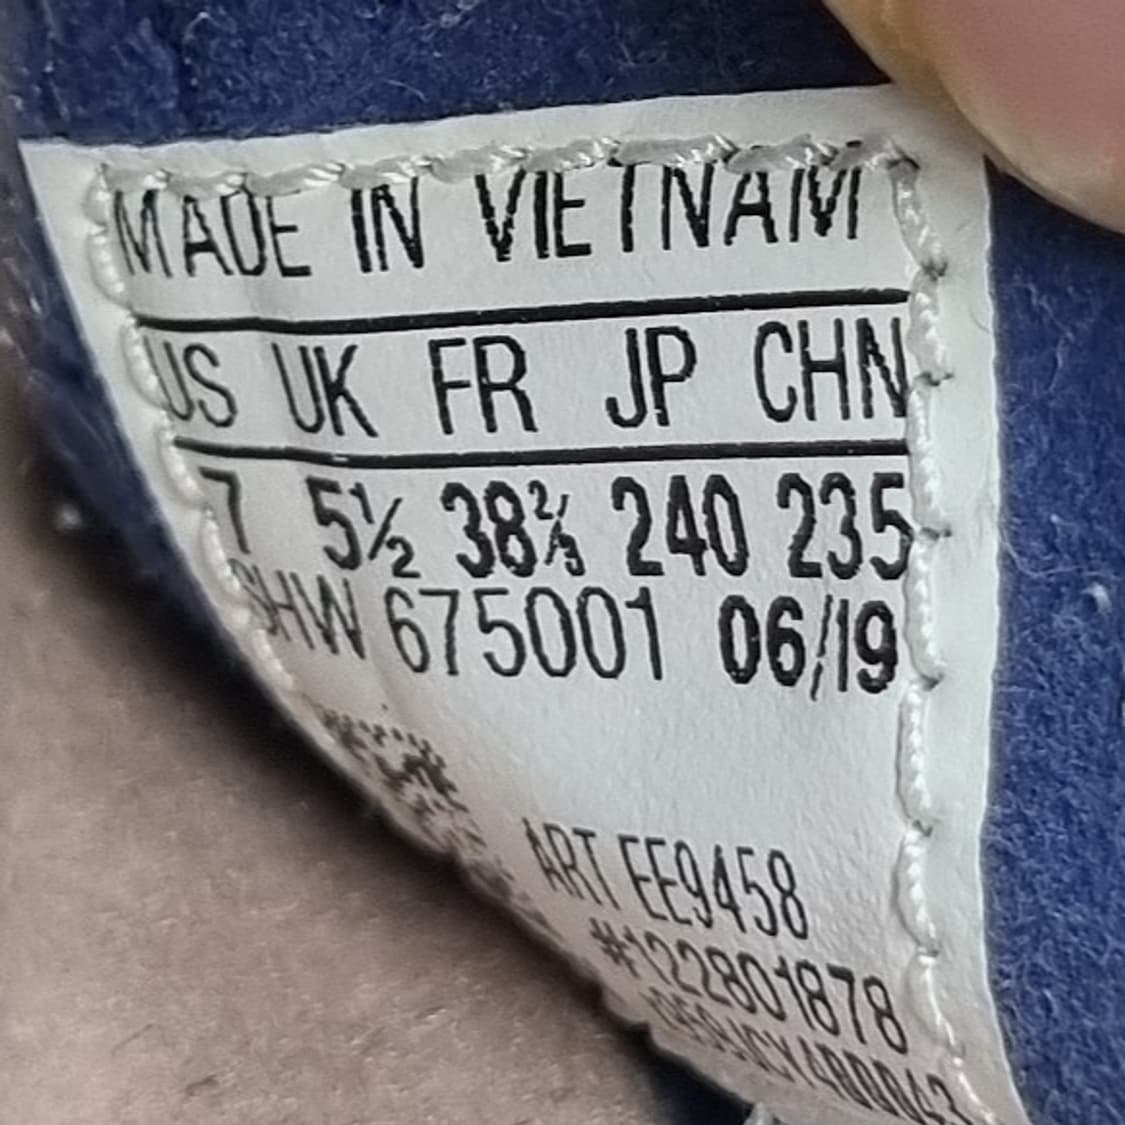 MADE IN VIETNAM
US UK FR JP CHN
7 5½ 38⅔ 240 235
SHW 675001 06/19
ART EE9458
#122801878